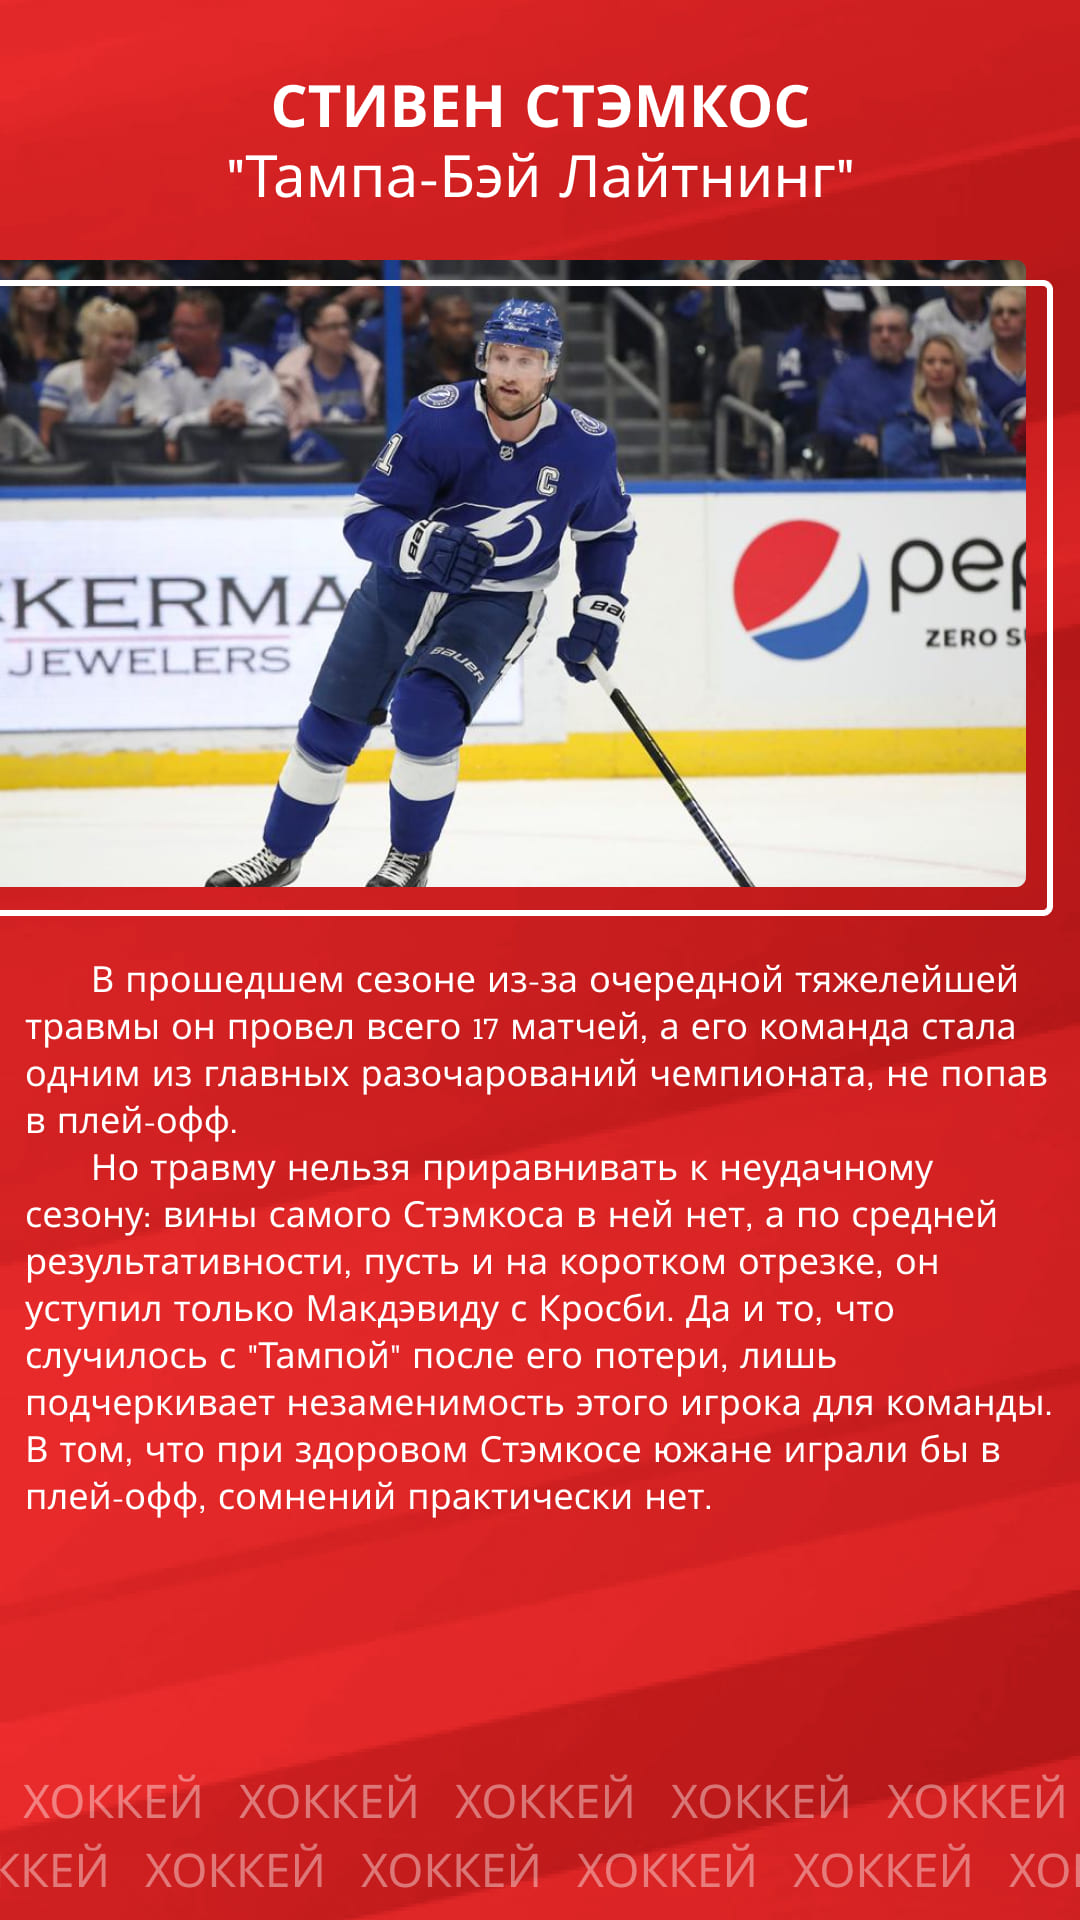 СТИВЕН СТЭМКОС
"Тампа-Бэй Лайтнинг"
C
1
KERMA
JEWELERS
pep
ZERO S
BAUER
В прошедшем сезоне из-за очередной тяжелейшей
травмы он провел всего 17 матчей, а его команда стала
одним из главных разочарований чемпионата, не попав
в плей-офф.
Но травму нельзя приравнивать к неудачному
сезону: вины самого Стэмкоса в ней нет, а по средней
результативности, пусть и на коротком отрезке, он
уступил только Макдэвиду с Кросби. Да и то, что
случилось с "Тампой" после его потери, лишь
подчеркивает незаменимость этого игрока для команды.
В том, что при здоровом Стэмкосе южане играли бы в
плей-офф, сомнений практически нет.
ХОККЕЙ ХОККЕЙ ХОККЕЙ ХОККЕЙ ХОККЕЙ
ККЕЙ ХОККЕЙ ХОККЕЙ ХОККЕЙ ХОККЕЙ ХО